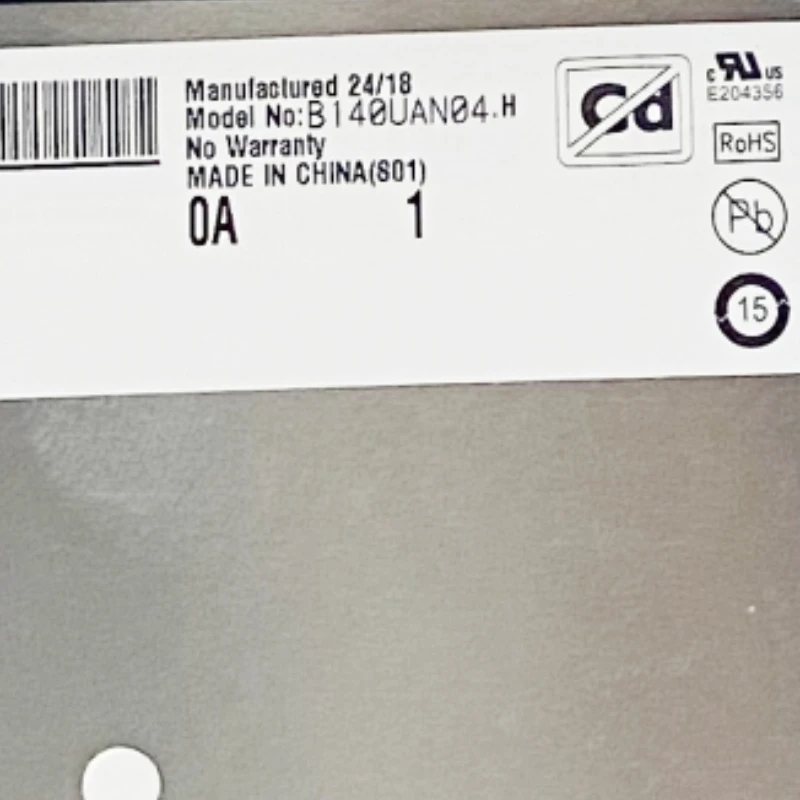 Manufactured 24/18
Model No:B140UAN04.H
No Warranty
MADE IN CHINA(S01)
0A 1
Cd
c RU us
E204356
RoHS
Pb
15